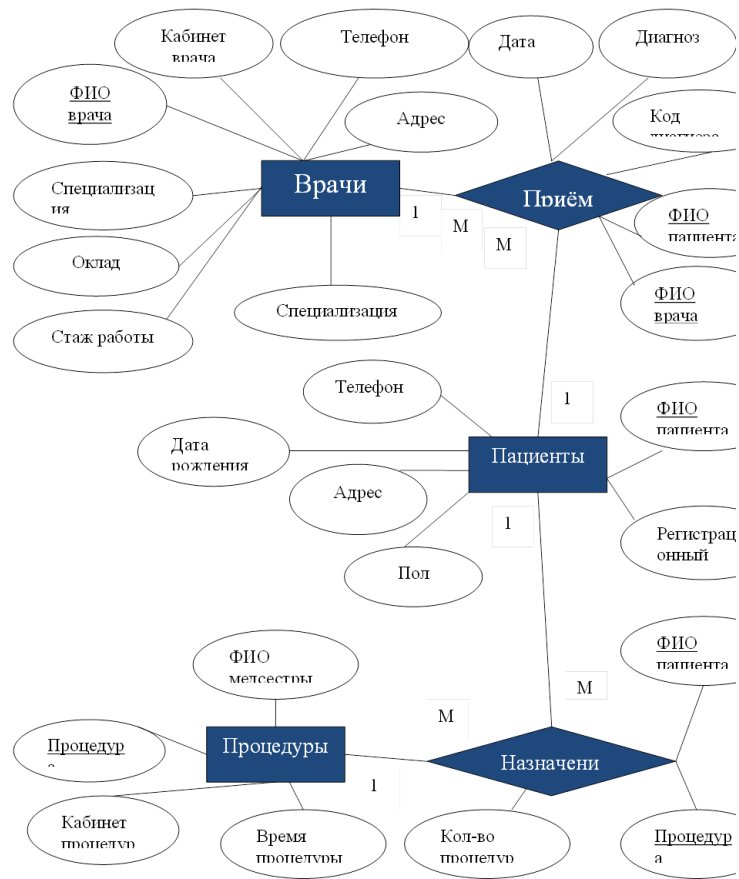 Кабинет
врача
Телефон
Дата
Диагноз
ФИО
врача
Адрес
Код
диагноза
Врачи
Приём
Специализац
ия
1
М
М
ФИО
пациента
Оклад
Специализация
ФИО
врача
Стаж работы
Телефон
1
ФИО
пациента
Дата
рождения
Пациенты
Адрес
1
Регистрац
онный
Пол
ФИО
медсестры
ФИО
пациента
М
М
Процедуры
Процедур
а
Назначени
1
Кабинет
процедур
Время
процедуры
Кол-во
процедур
Процедур
а